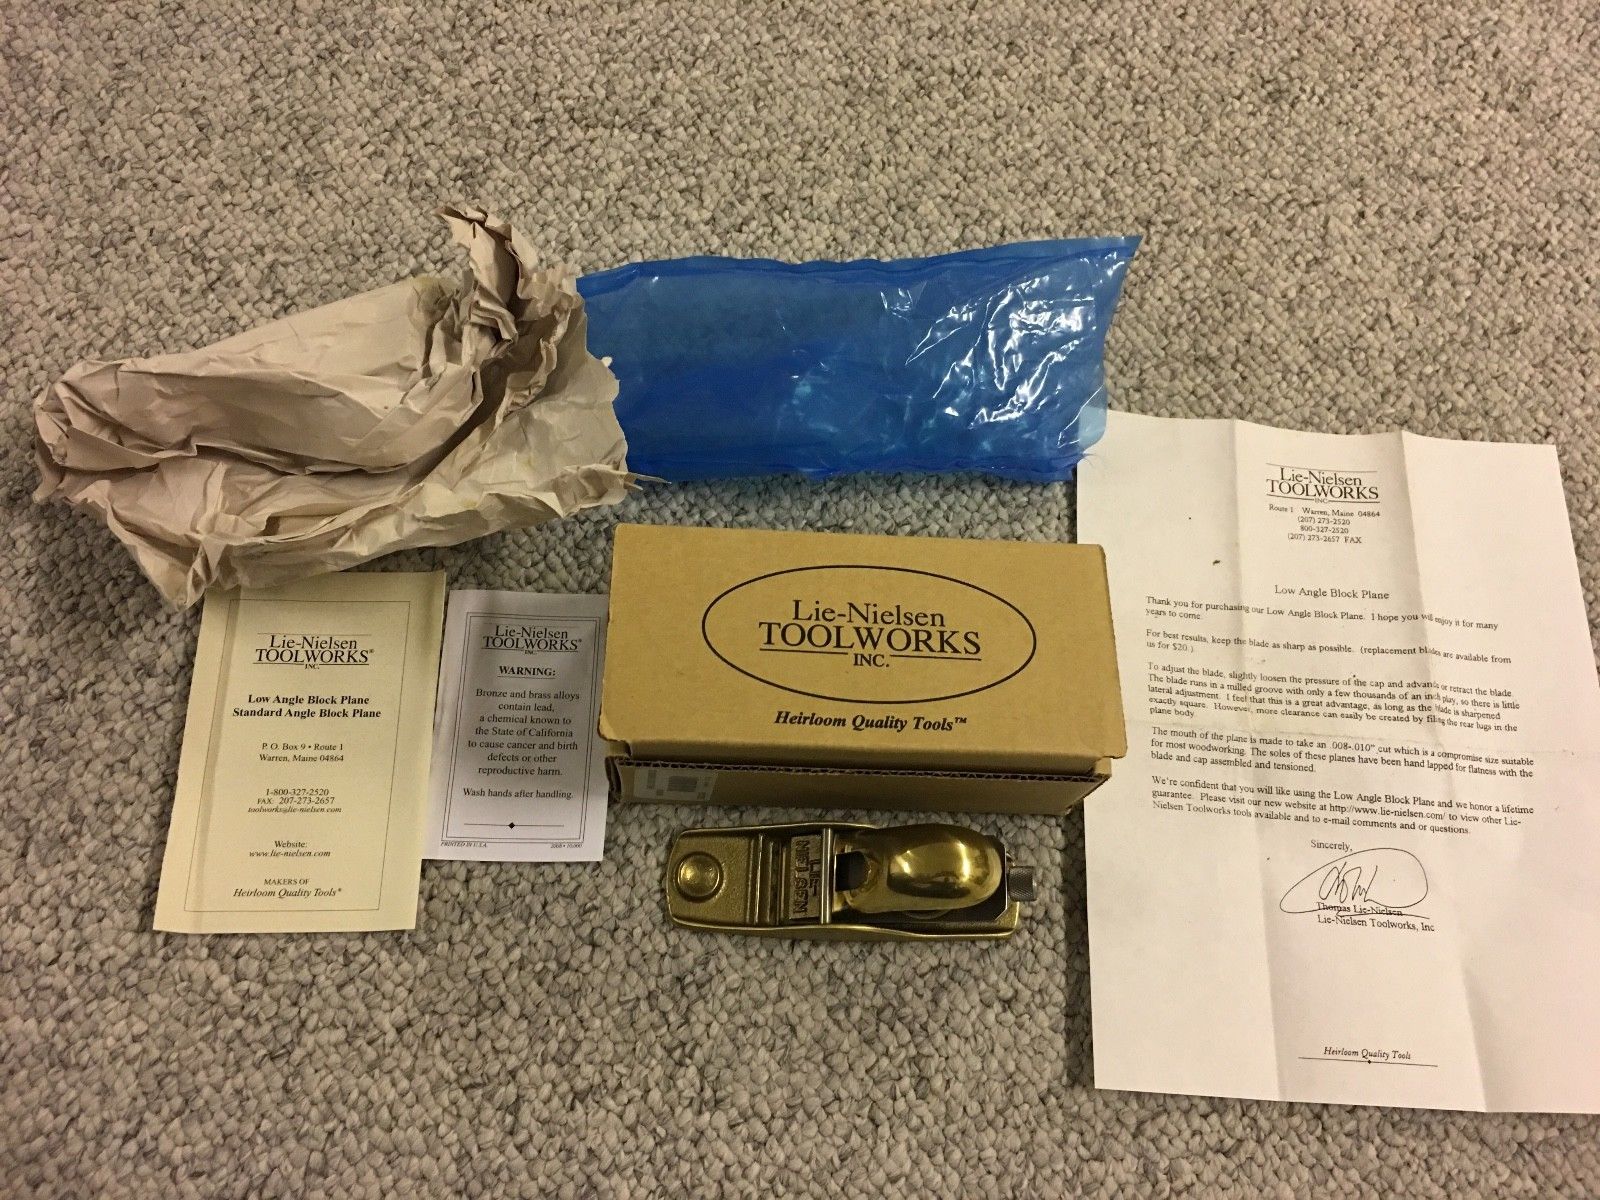 Lie-Nielsen
TOOLWORKS®
INC.
Low Angle Block Plane
Standard Angle Block Plane
P. O. Box 9 • Route 1
Warren, Maine 04864
1-800-327-2520
FAX: 207-273-2657
toolworks@lie-nielsen.com
Website:
www.lie-nielsen.com
MAKERS OF
Heirloom Quality Tools®
Lie-Nielsen
TOOLWORKS®
INC.
WARNING:
Bronze and brass alloys
contain lead,
a chemical known to
the State of California
to cause cancer and birth
defects or other
reproductive harm.
Wash hands after handling.
PRINTED IN U.S.A.
2008 • 10,000
Lie-Nielsen
TOOLWORKS
INC.
Heirloom Quality Tools™
LIE
NIELSEN
Lie-Nielsen
TOOLWORKS
INC.
Route 1 Warren, Maine 04864
(207) 273-2520
800-327-2520
(207) 273-2657 FAX
Low Angle Block Plane
Thank you for purchasing our Low Angle Block Plane. I hope you will enjoy it for many
years to come.
For best results, keep the blade as sharp as possible. (replacement blades are available from
us for $20.)
To adjust the blade, slightly loosen the pressure of the cap and advance or retract the blade.
The blade runs in a milled groove with only a few thousands of an inch play, so there is little
lateral adjustment. I feel that this is a great advantage, as long as the blade is sharpened
exactly square. However, more clearance can easily be created by filing the rear lugs in the
plane body.
The mouth of the plane is made to take an .008-.010" cut which is a compromise size suitable
for most woodworking. The soles of these planes have been hand lapped for flatness with the
blade and cap assembled and tensioned.
We're confident that you will like using the Low Angle Block Plane and we honor a lifetime
guarantee. Please visit our new website at http://www.lie-nielsen.com/ to view other Lie-
Nielsen Toolworks tools available and to e-mail comments and or questions.
Sincerely,
Thomas Lie-Nielsen
Lie-Nielsen Toolworks, Inc
Heirloom Quality Tools